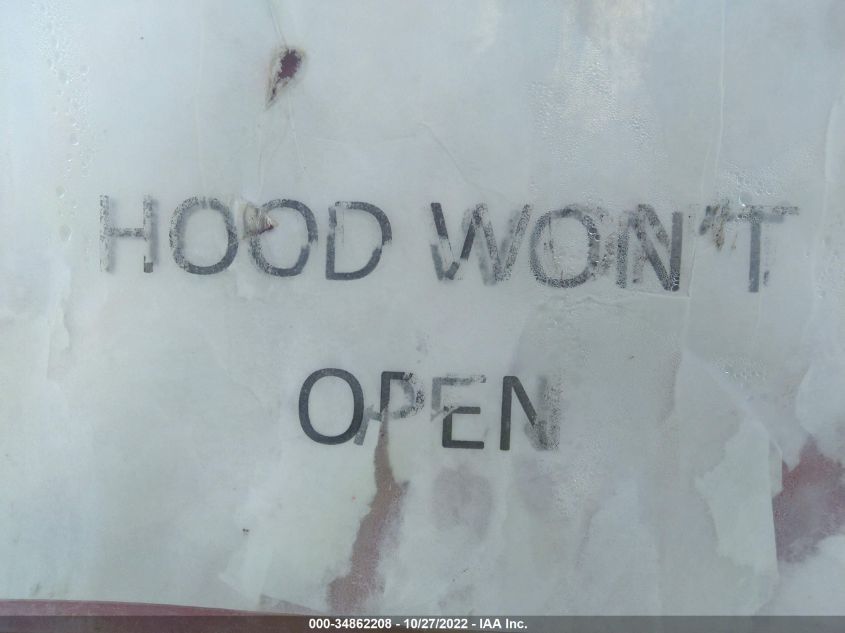 HOOD WON'T
OPEN
000-34862208 - 10/27/2022 - IAA Inc.